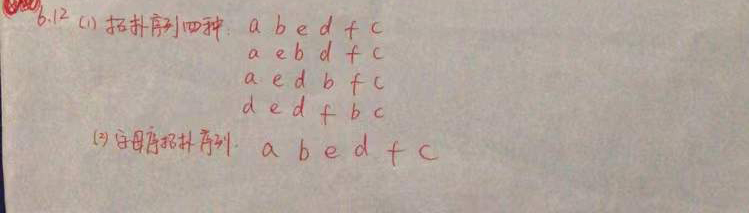 6.12 (1) 拓扑序列四种: a b e d f c
a e b d f c
a e d b f c
d e d f b c
(2) 字母序拓扑序列. a b e d f c